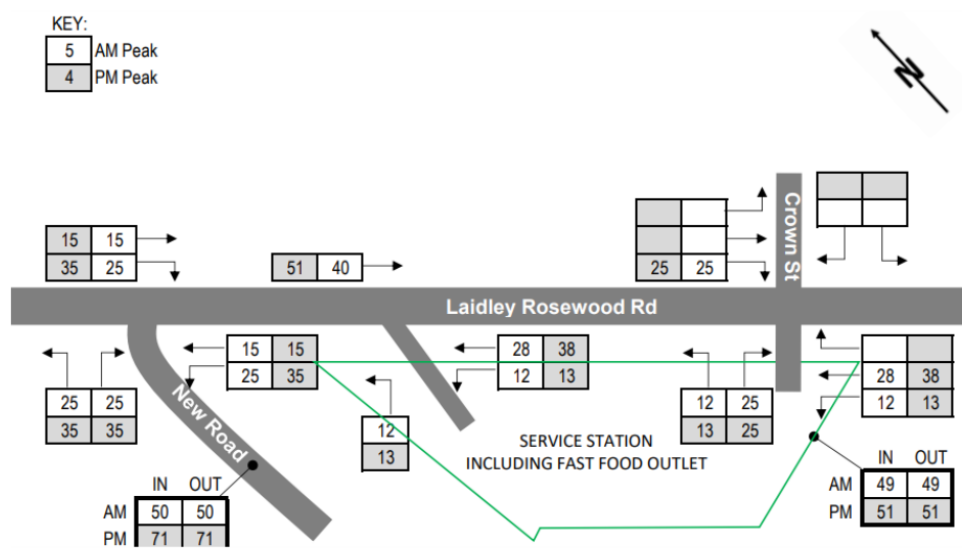 KEY:
5 AM Peak
4 PM Peak
N
Crown St
15 15
35 25
51 40
25 25
Laidley Rosewood Rd
15 15
25 35
28 38
12 13
28 38
12 13
25 25
35 35
New Road
12
13
12 25
13 25
SERVICE STATION
INCLUDING FAST FOOD OUTLET
IN OUT
AM 50 50
PM 71 71
IN OUT
AM 49 49
PM 51 51